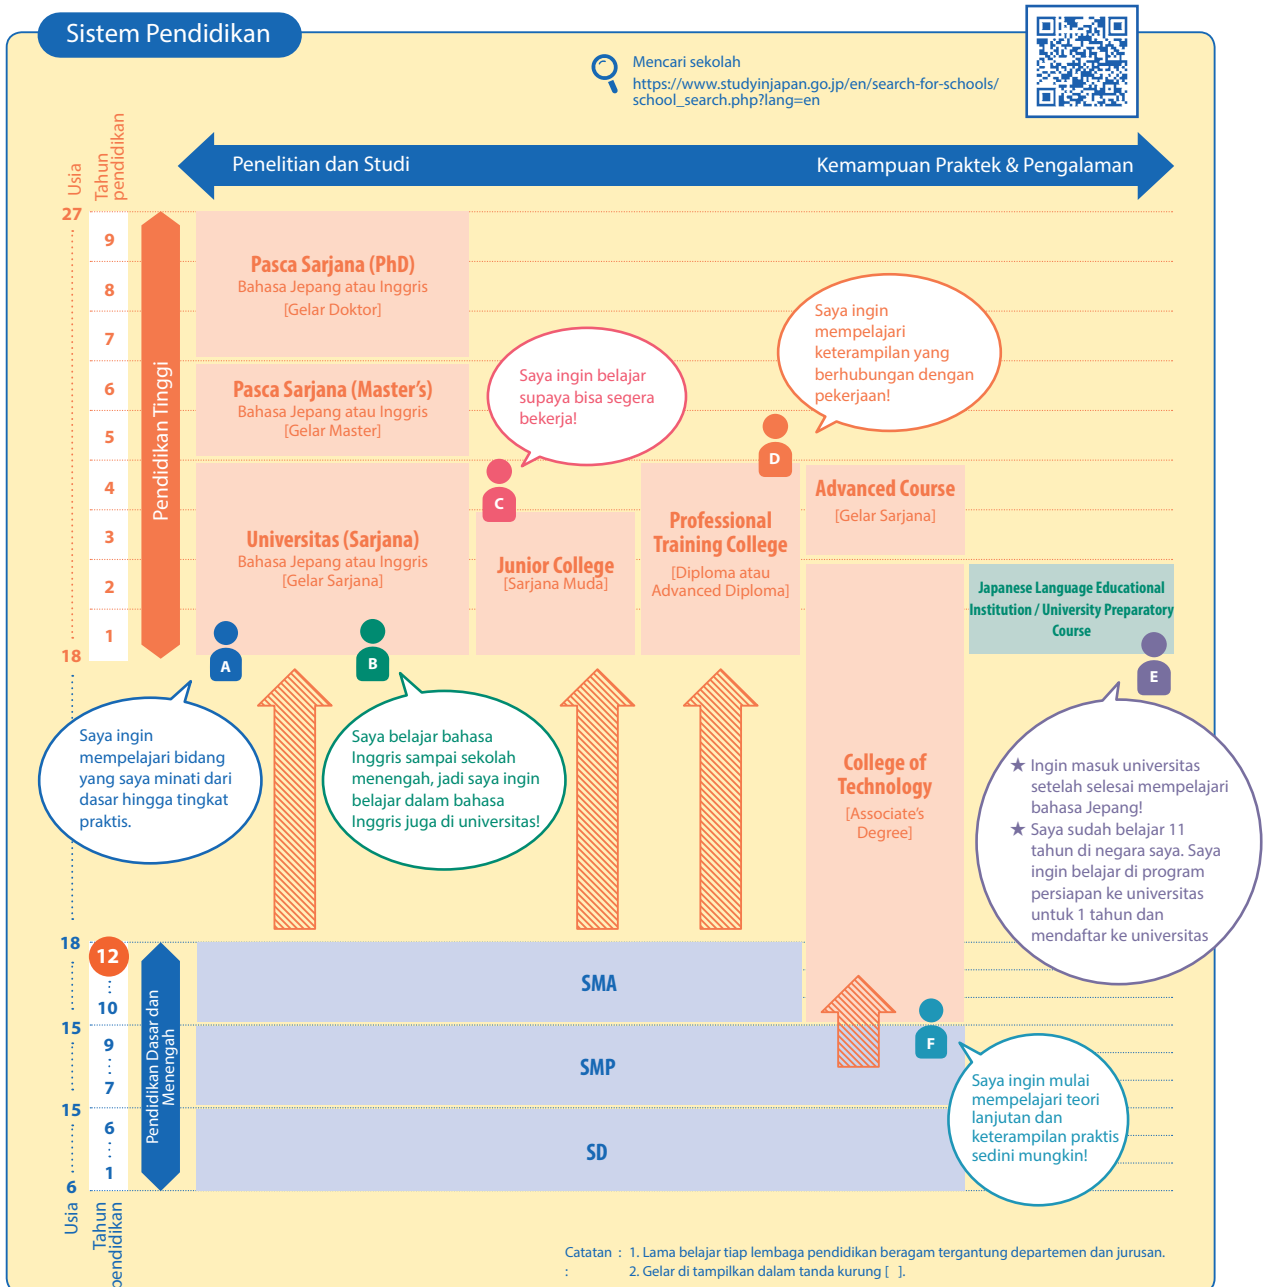 Sistem Pendidikan
Mencari sekolah
https://www.studyinjapan.go.jp/en/search-for-schools/
school_search.php?lang=en
Usia
Tahun
pendidikan
Penelitian dan Studi
Kemampuan Praktek & Pengalaman
27
9
8
7
6
5
4
3
2
1
18
Pendidikan Tinggi
Pasca Sarjana (PhD)
Bahasa Jepang atau Inggris
[Gelar Doktor]
Pasca Sarjana (Master's)
Bahasa Jepang atau Inggris
[Gelar Master]
Universitas (Sarjana)
Bahasa Jepang atau Inggris
[Gelar Sarjana]
Saya ingin belajar
supaya bisa segera
bekerja!
C
Junior College
[Sarjana Muda]
Saya ingin
mempelajari
keterampilan yang
berhubungan dengan
pekerjaan!
D
Professional
Training College
[Diploma atau
Advanced Diploma]
Advanced Course
[Gelar Sarjana]
Japanese Language Educational
Institution / University Preparatory
Course
A
B
E
Saya ingin
mempelajari bidang
yang saya minati dari
dasar hingga tingkat
praktis.
Saya belajar bahasa
Inggris sampai sekolah
menengah, jadi saya ingin
belajar dalam bahasa
Inggris juga di universitas!
College of
Technology
[Associate's
Degree]
★ Ingin masuk universitas
setelah selesai mempelajari
bahasa Jepang!
★ Saya sudah belajar 11
tahun di negara saya. Saya
ingin belajar di program
persiapan ke universitas
untuk 1 tahun dan
mendaftar ke universitas
18
12
10
15
9
7
15
6
1
6
Pendidikan Dasar dan
Menengah
SMA
SMP
SD
F
Saya ingin mulai
mempelajari teori
lanjutan dan
keterampilan praktis
sedini mungkin!
Usia
Tahun
pendidikan
Catatan : 1. Lama belajar tiap lembaga pendidikan beragam tergantung departemen dan jurusan.
: 2. Gelar di tampilkan dalam tanda kurung [ ].